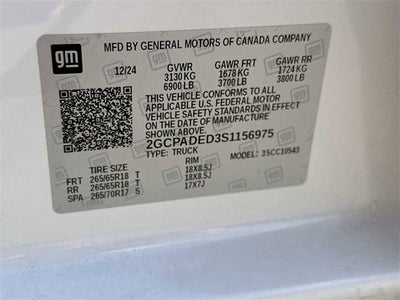 gm
MFD BY GENERAL MOTORS OF CANADA COMPANY
12/24 GVWR GAWR FRT GAWR RR
3130 KG 1678 KG 1724 KG
6900 LB 3700 LB 3800 LB
THIS VEHICLE CONFORMS TO ALL
APPLICABLE U.S. FEDERAL MOTOR
VEHICLE SAFETY STANDARDS IN
EFFECT ON THE DATE OF MANUFACTURE
SHOWN ABOVE.
2GCPADED3S1156975
TYPE: TRUCK MODEL: 3SCC10543
TIRE SIZE RIM
FRT 265/65R18 T 18X8.5J
RR 265/65R18 T 18X8.5J
SPA 265/70R17 S 17X7J